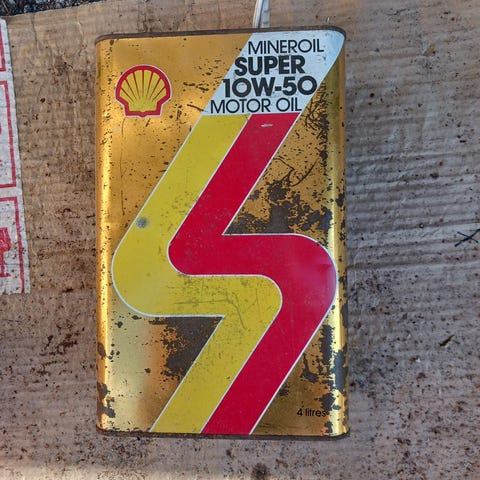 MINEROIL
SUPER
10W-50
MOTOR OIL
4 litres